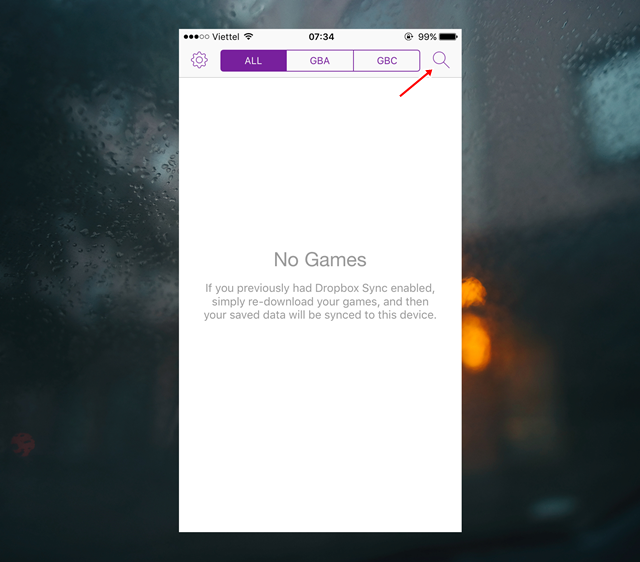 Viettel 07:34 99%
ALL GBA GBC
No Games
If you previously had Dropbox Sync enabled,
simply re-download your games, and then
your saved data will be synced to this device.